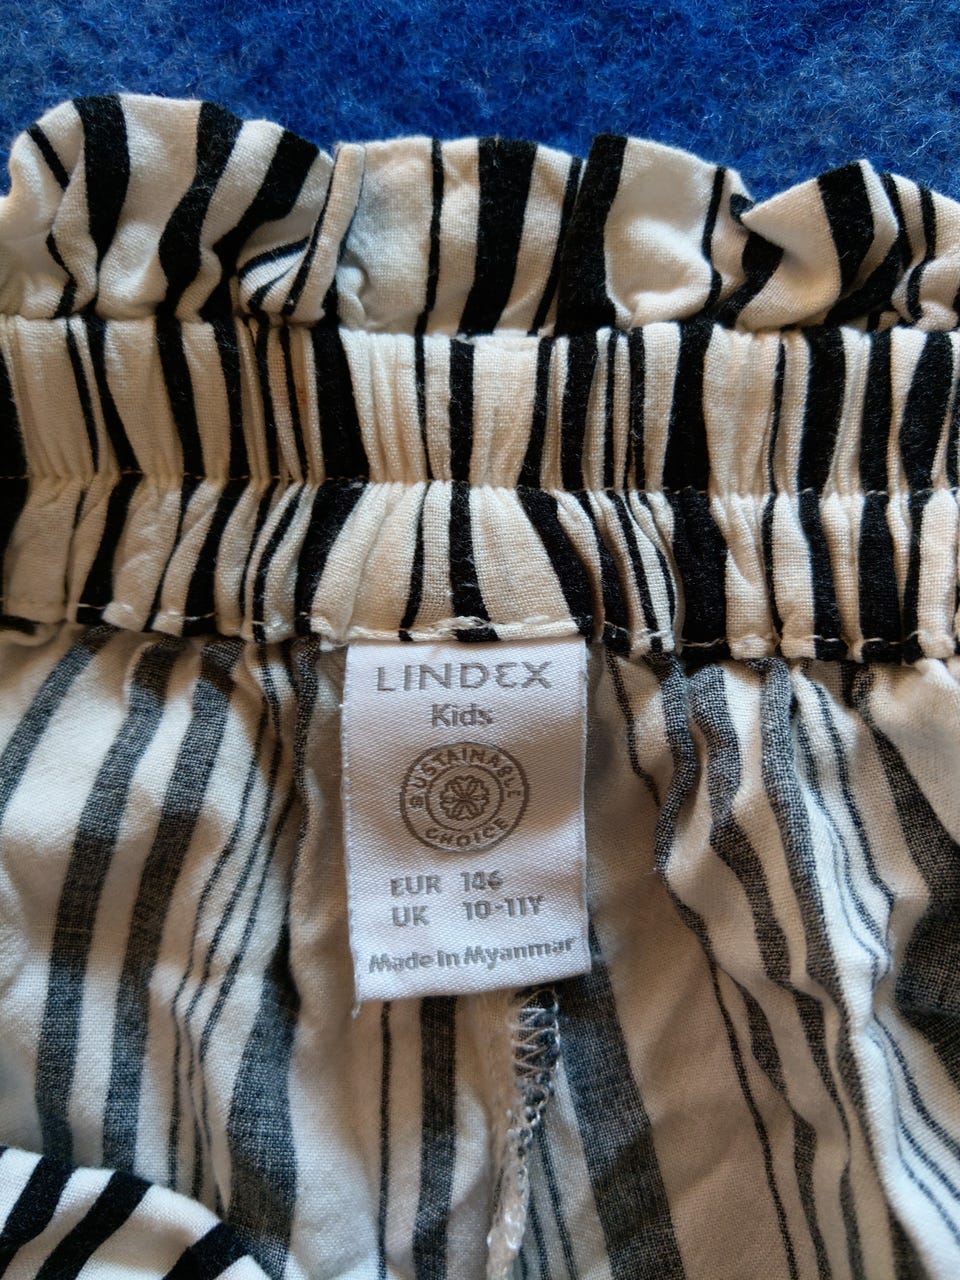 LINDEX
Kids
SUSTAINABLE
CHOICE
EUR 146
UK 10-11Y
Made in Myanmar